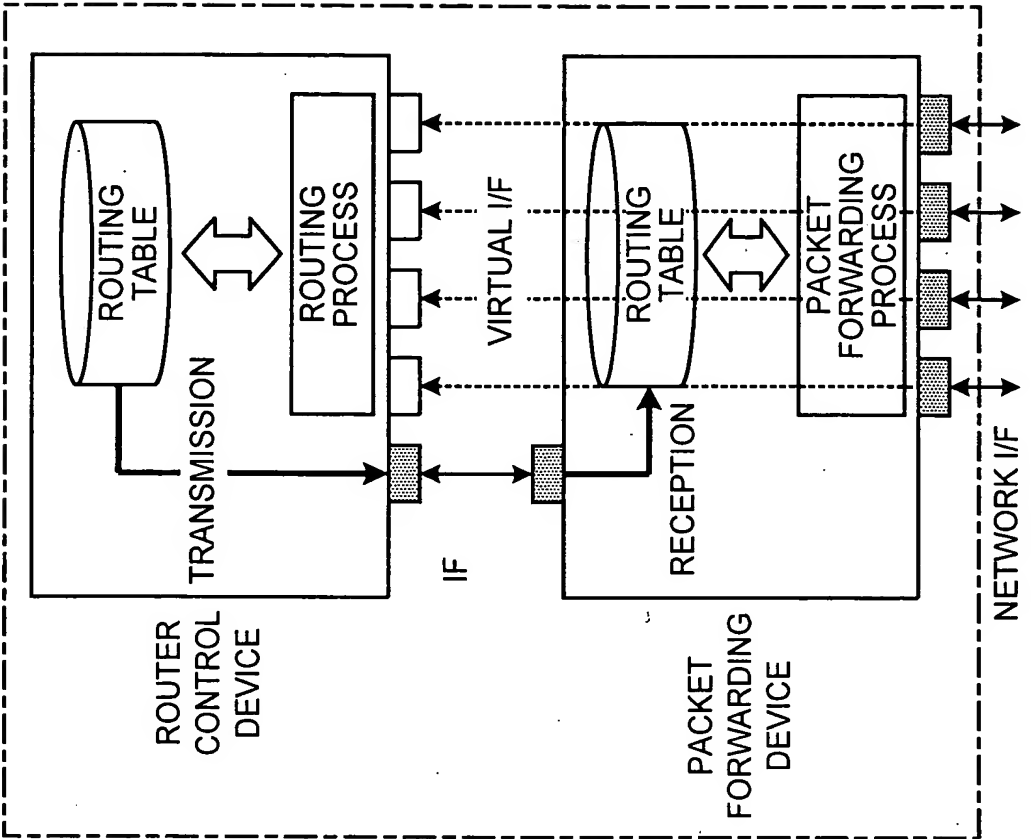 ROUTER
CONTROL
DEVICE
ROUTING
TABLE
TRANSMISSION
ROUTING
PROCESS
IF
VIRTUAL I/F
PACKET
FORWARDING
DEVICE
RECEPTION
ROUTING
TABLE
PACKET
FORWARDING
PROCESS
NETWORK I/F